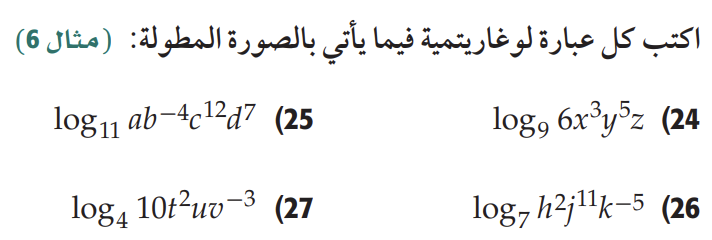 اكتب كل عبارة لوغاريتمية فيما يأتي بالصورة المطولة: (مثال 6)
24) log₉ 6x³y⁵z 25) log₁₁ ab⁻⁴c¹²d⁷
26) log₇ h²j¹¹k⁻⁵ 27) log₄ 10t²uv⁻³